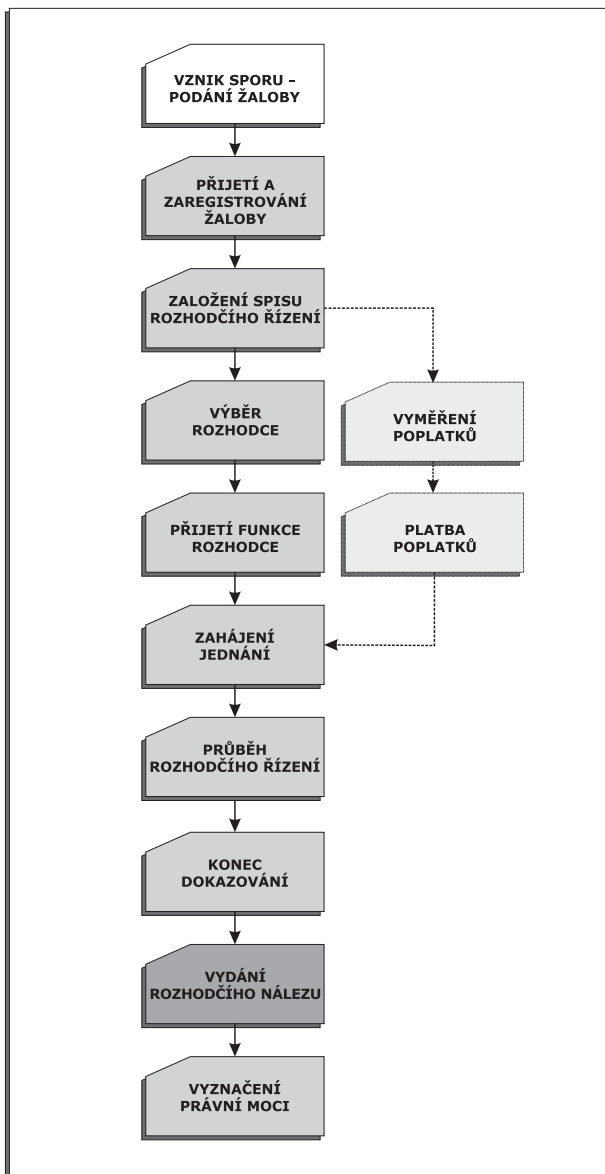 VZNIK SPORU –
PODÁNÍ ŽALOBY
PŘIJETÍ A
ZAREGISTROVÁNÍ
ŽALOBY
ZALOŽENÍ SPISU
ROZHODČÍHO ŘÍZENÍ
VÝBĚR
ROZHODCE
VYMĚŘENÍ
POPLATKŮ
PŘIJETÍ FUNKCE
ROZHODCE
PLATBA
POPLATKŮ
ZAHÁJENÍ
JEDNÁNÍ
PRŮBĚH
ROZHODČÍHO ŘÍZENÍ
KONEC
DOKAZOVÁNÍ
VYDÁNÍ
ROZHODČÍHO NÁLEZU
VYZNAČENÍ
PRÁVNÍ MOCI